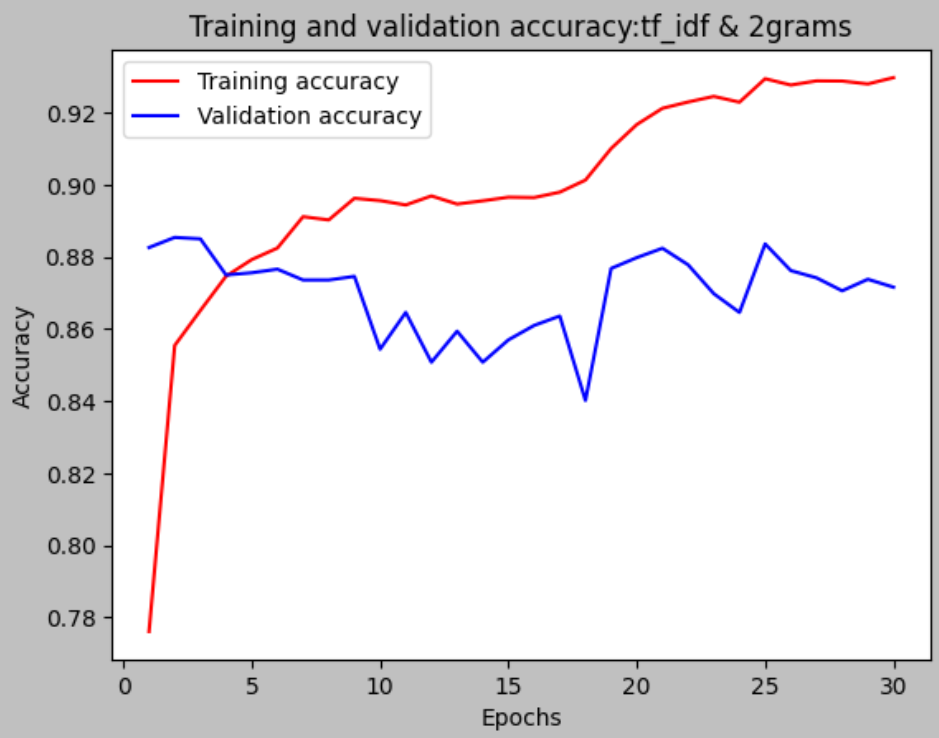 Training and validation accuracy:tf_idf & 2grams
Training accuracy
Validation accuracy
Accuracy
0.92
0.90
0.88
0.86
0.84
0.82
0.80
0.78
0 5 10 15 20 25 30
Epochs